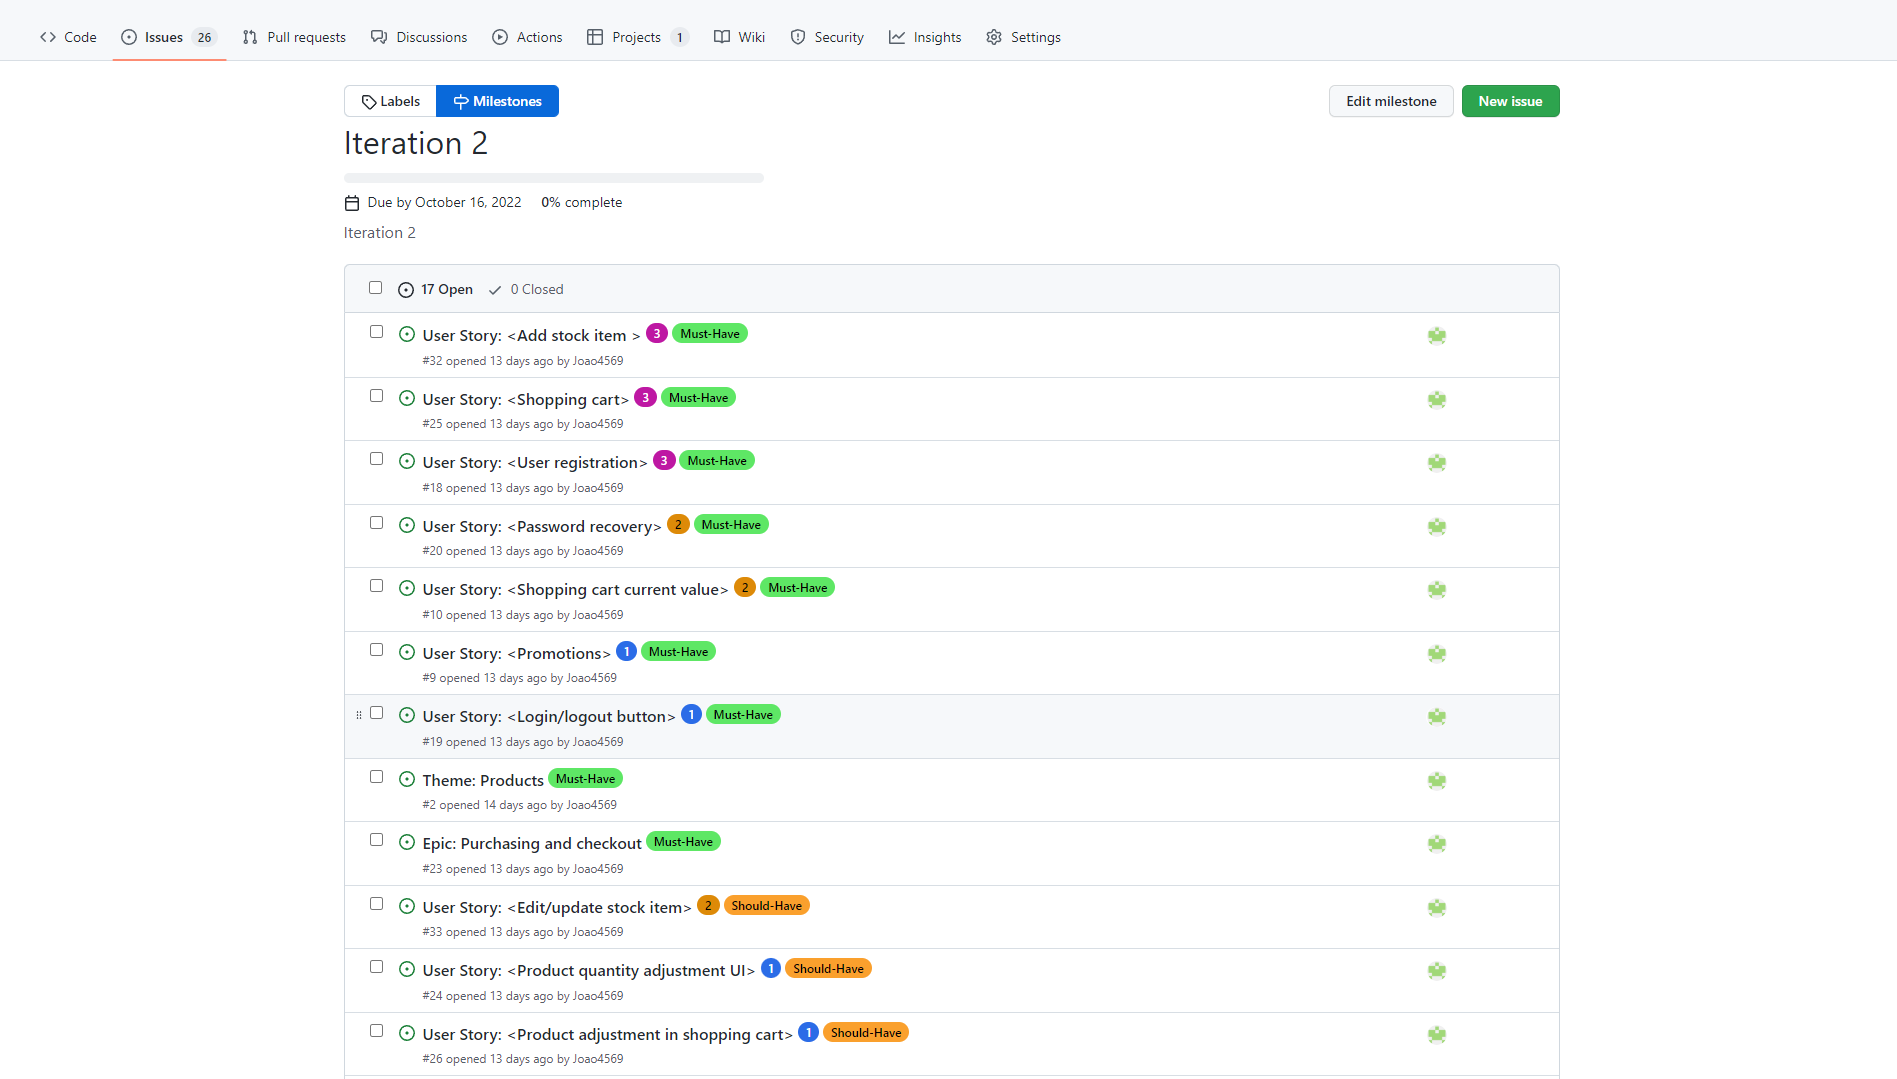 Code Issues 26 Pull requests Discussions Actions Projects 1 Wiki Security Insights Settings
Labels Milestones Edit milestone New issue
Iteration 2
Due by October 16, 2022 0% complete
Iteration 2
17 Open 0 Closed
User Story: <Add stock item > 3 Must-Have
#32 opened 13 days ago by Joao4569
User Story: <Shopping cart> 3 Must-Have
#25 opened 13 days ago by Joao4569
User Story: <User registration> 3 Must-Have
#18 opened 13 days ago by Joao4569
User Story: <Password recovery> 2 Must-Have
#20 opened 13 days ago by Joao4569
User Story: <Shopping cart current value> 2 Must-Have
#10 opened 13 days ago by Joao4569
User Story: <Promotions> 1 Must-Have
#9 opened 13 days ago by Joao4569
User Story: <Login/logout button> 1 Must-Have
#19 opened 13 days ago by Joao4569
Theme: Products Must-Have
#2 opened 14 days ago by Joao4569
Epic: Purchasing and checkout Must-Have
#23 opened 13 days ago by Joao4569
User Story: <Edit/update stock item> 2 Should-Have
#33 opened 13 days ago by Joao4569
User Story: <Product quantity adjustment UI> 1 Should-Have
#24 opened 13 days ago by Joao4569
User Story: <Product adjustment in shopping cart> 1 Should-Have
#26 opened 13 days ago by Joao4569